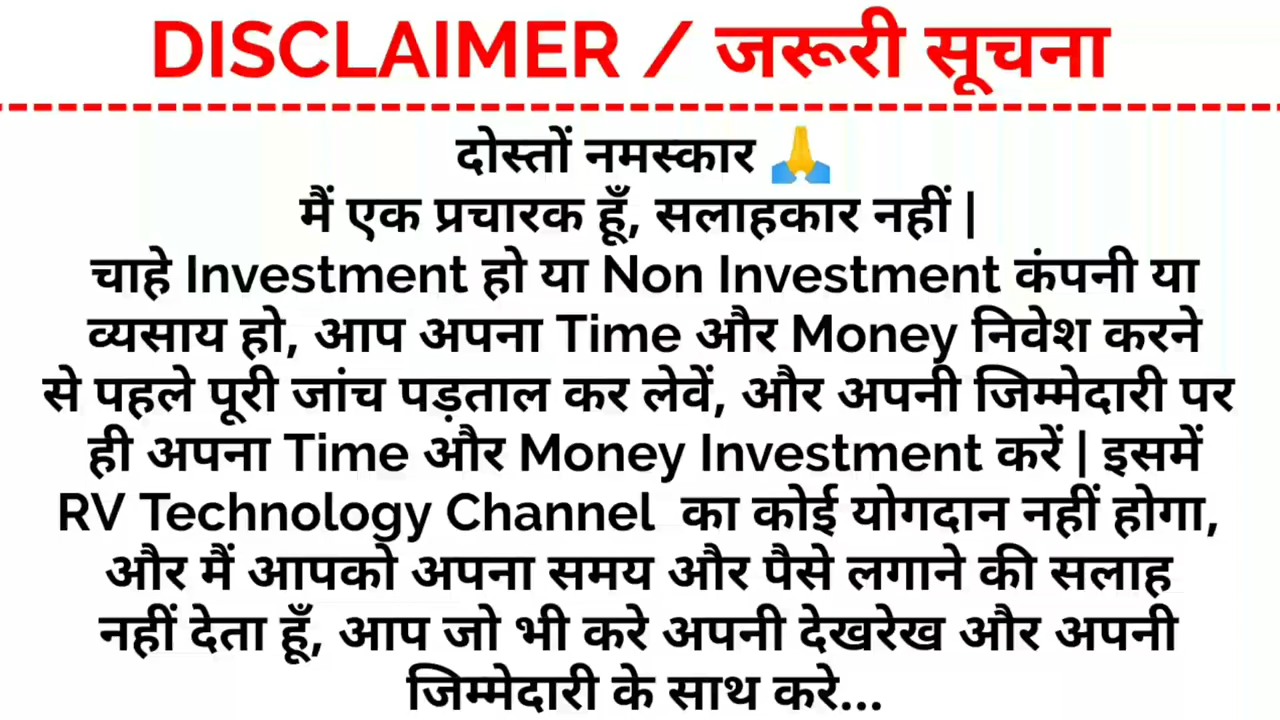 DISCLAIMER / जरूरी सूचना
दोस्तों नमस्कार 🙏
मैं एक प्रचारक हूँ, सलाहकार नहीं |
चाहे Investment हो या Non Investment कंपनी या
व्यसाय हो, आप अपना Time और Money निवेश करने
से पहले पूरी जांच पड़ताल कर लेवें, और अपनी जिम्मेदारी पर
ही अपना Time और Money Investment करें | इसमें
RV Technology Channel का कोई योगदान नहीं होगा,
और मैं आपको अपना समय और पैसे लगाने की सलाह
नहीं देता हूँ, आप जो भी करे अपनी देखरेख और अपनी
जिम्मेदारी के साथ करे...